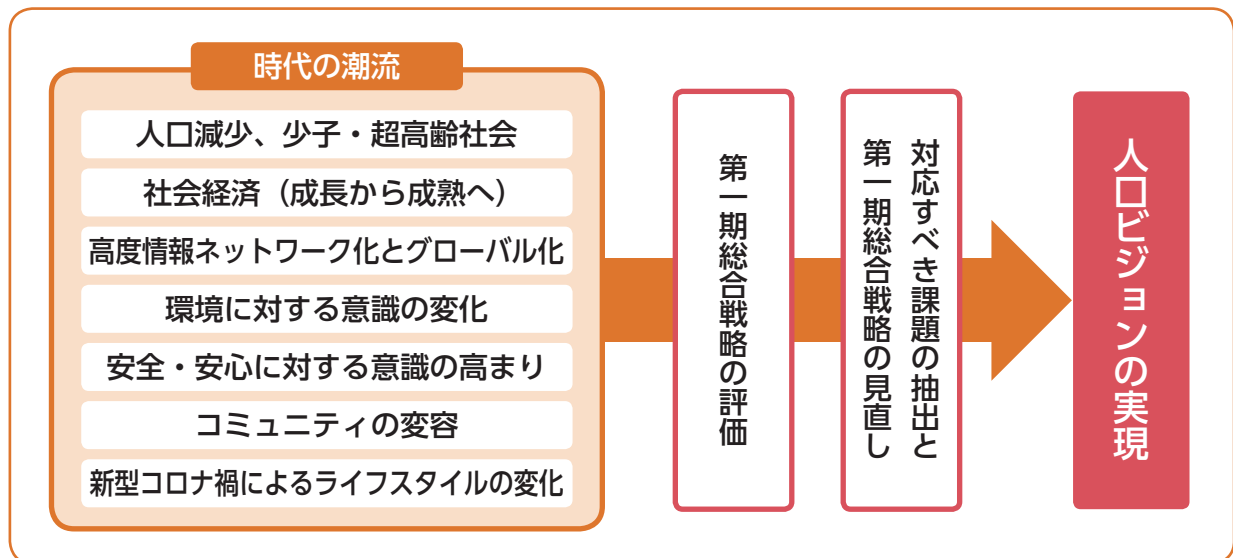 時代の潮流
人口減少、少子・超高齢社会
社会経済（成長から成熟へ）
高度情報ネットワーク化とグローバル化
環境に対する意識の変化
安全・安心に対する意識の高まり
コミュニティの変容
新型コロナ禍によるライフスタイルの変化
第一期総合戦略の評価
対応すべき課題の抽出と
第一期総合戦略の見直し
人口ビジョンの実現